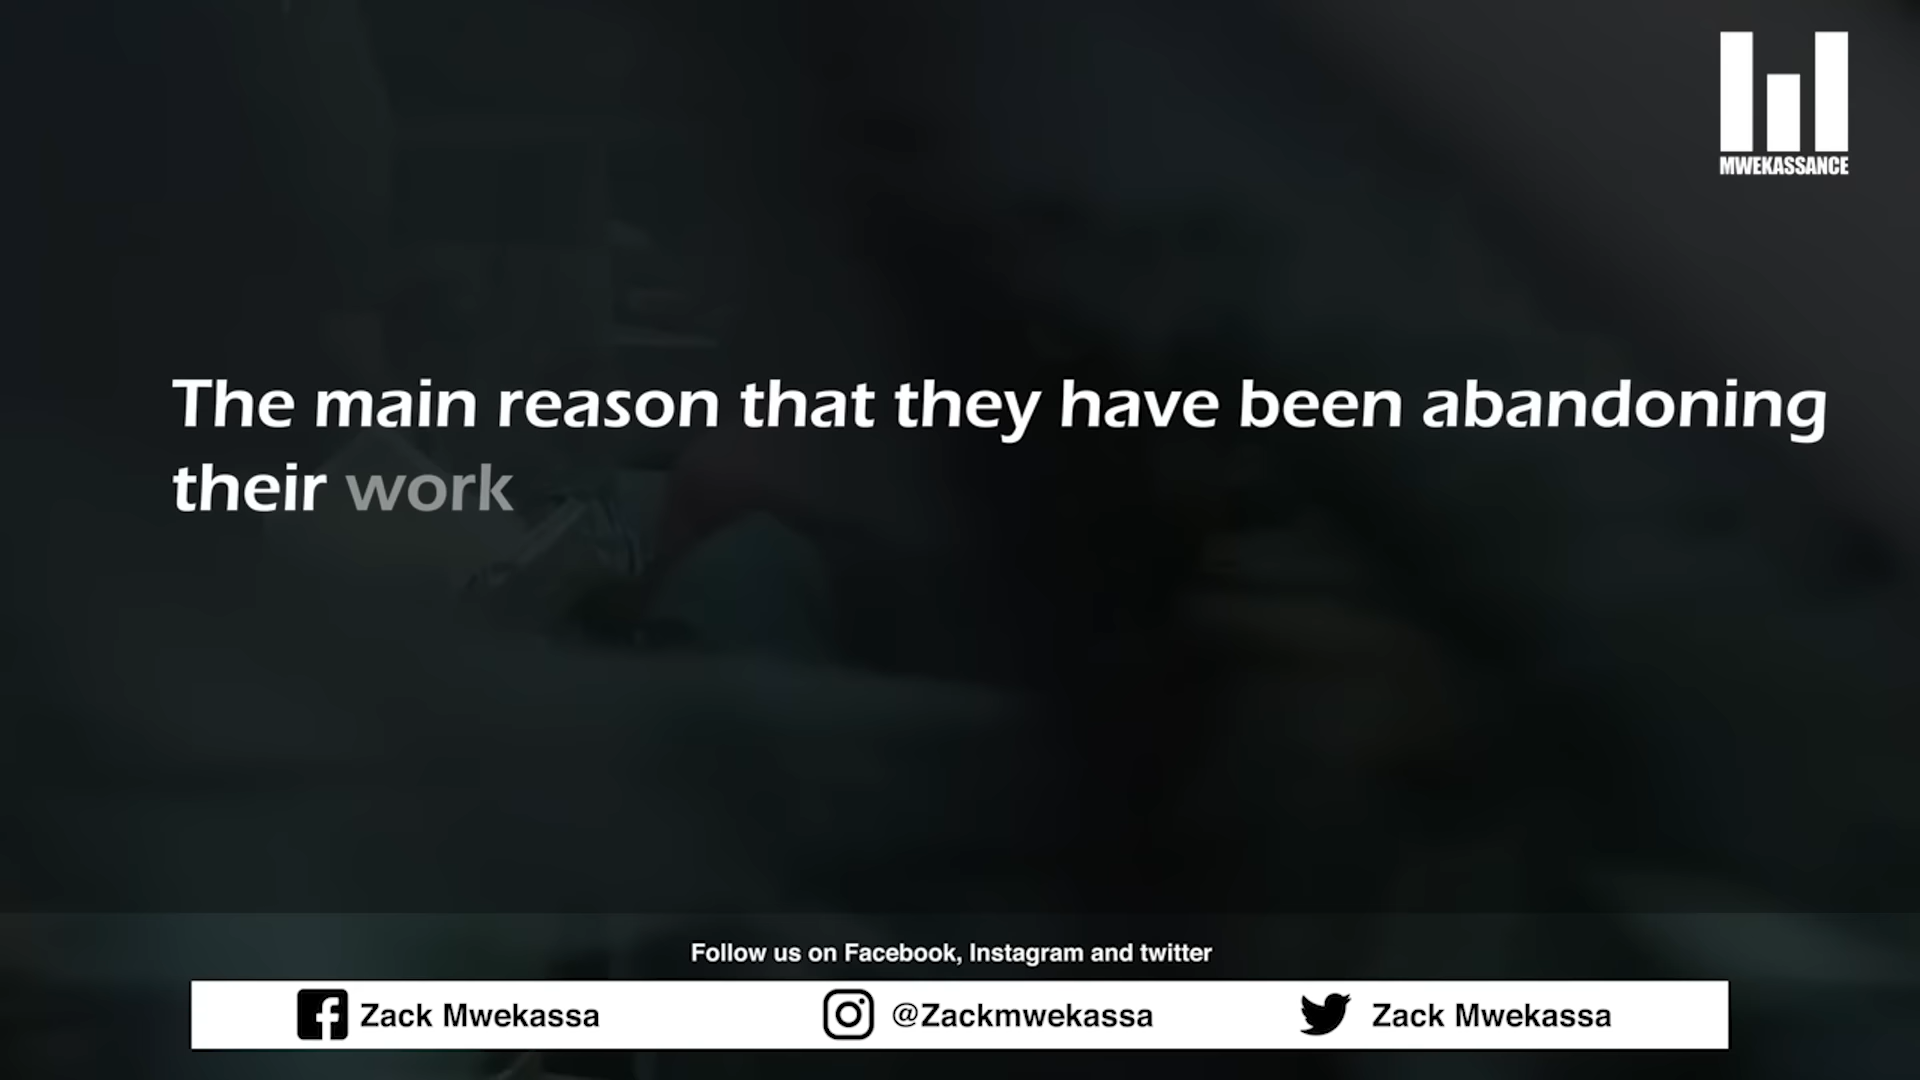 MWEKASSANCE
The main reason that they have been abandoning
their work
Follow us on Facebook, Instagram and twitter
Zack Mwekassa
@Zackmwekassa
Zack Mwekassa